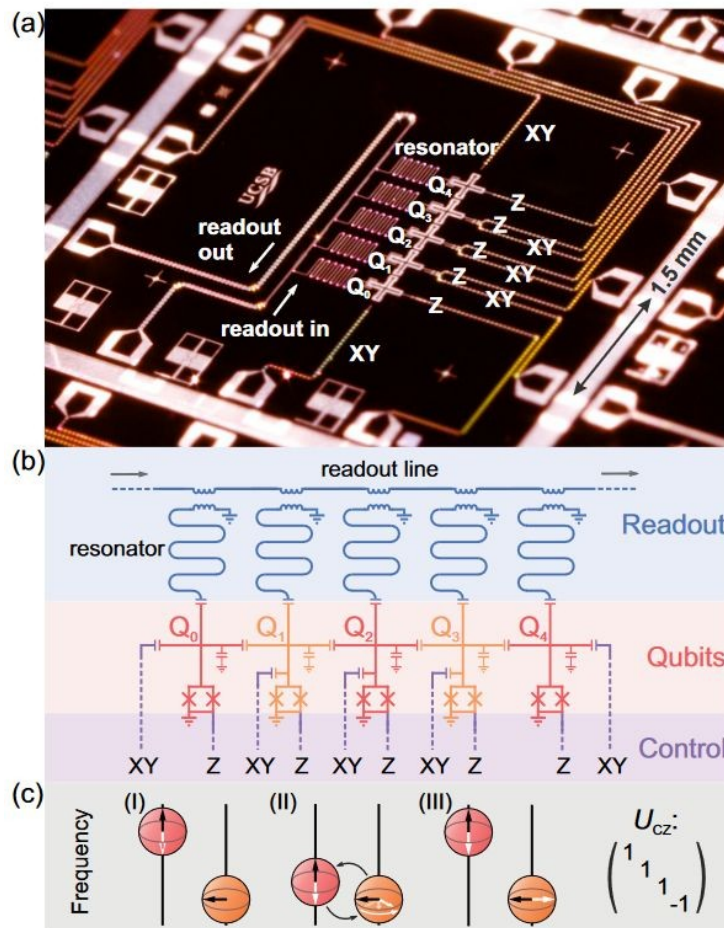 (a)
XY
resonator
Q4
Z
Q3
XY
UCSB
Q2
Z
XY
readout
out
Q1
Z
XY
Q0
Z
1.5 mm
readout in
XY
(b)
readout line
resonator
Readout
Q0 Q1 Q2 Q3 Q4
Qubits
Control
XY Z XY Z XY Z XY Z Z XY
(c)
(I) (II) (III)
Frequency
UCZ:
1
1
1
-1